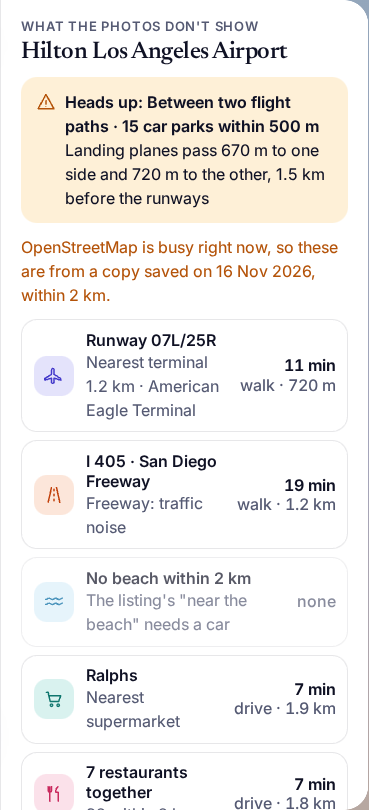 WHAT THE PHOTOS DON'T SHOW
Hilton Los Angeles Airport
Heads up: Between two flight
paths · 15 car parks within 500 m
Landing planes pass 670 m to one
side and 720 m to the other, 1.5 km
before the runways
OpenStreetMap is busy right now, so these
are from a copy saved on 16 Nov 2026,
within 2 km.
Runway 07L/25R
Nearest terminal
1.2 km · American
Eagle Terminal
11 min
walk · 720 m
I 405 · San Diego
Freeway
Freeway: traffic
noise
19 min
walk · 1.2 km
No beach within 2 km
The listing's "near the
beach" needs a car
none
Ralphs
Nearest
supermarket
7 min
drive · 1.9 km
7 restaurants
together
7 min
drive · 1.8 km